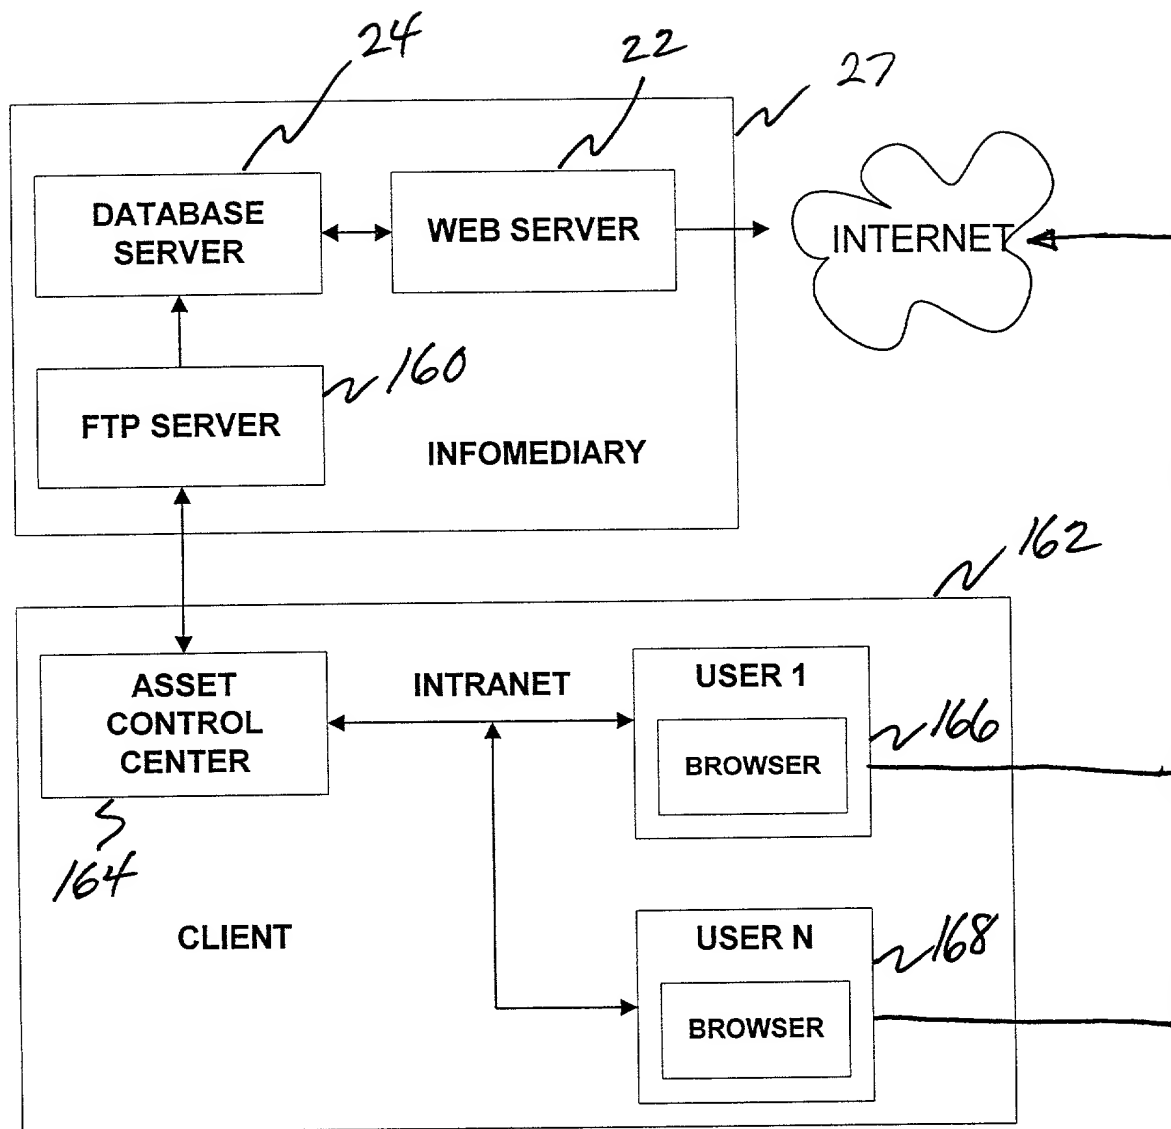 24
22
27
DATABASE
SERVER
WEB SERVER
INTERNET
160
FTP SERVER
INFOMEDIARY
162
ASSET
CONTROL
CENTER
INTRANET
USER 1
166
BROWSER
164
CLIENT
USER N
168
BROWSER